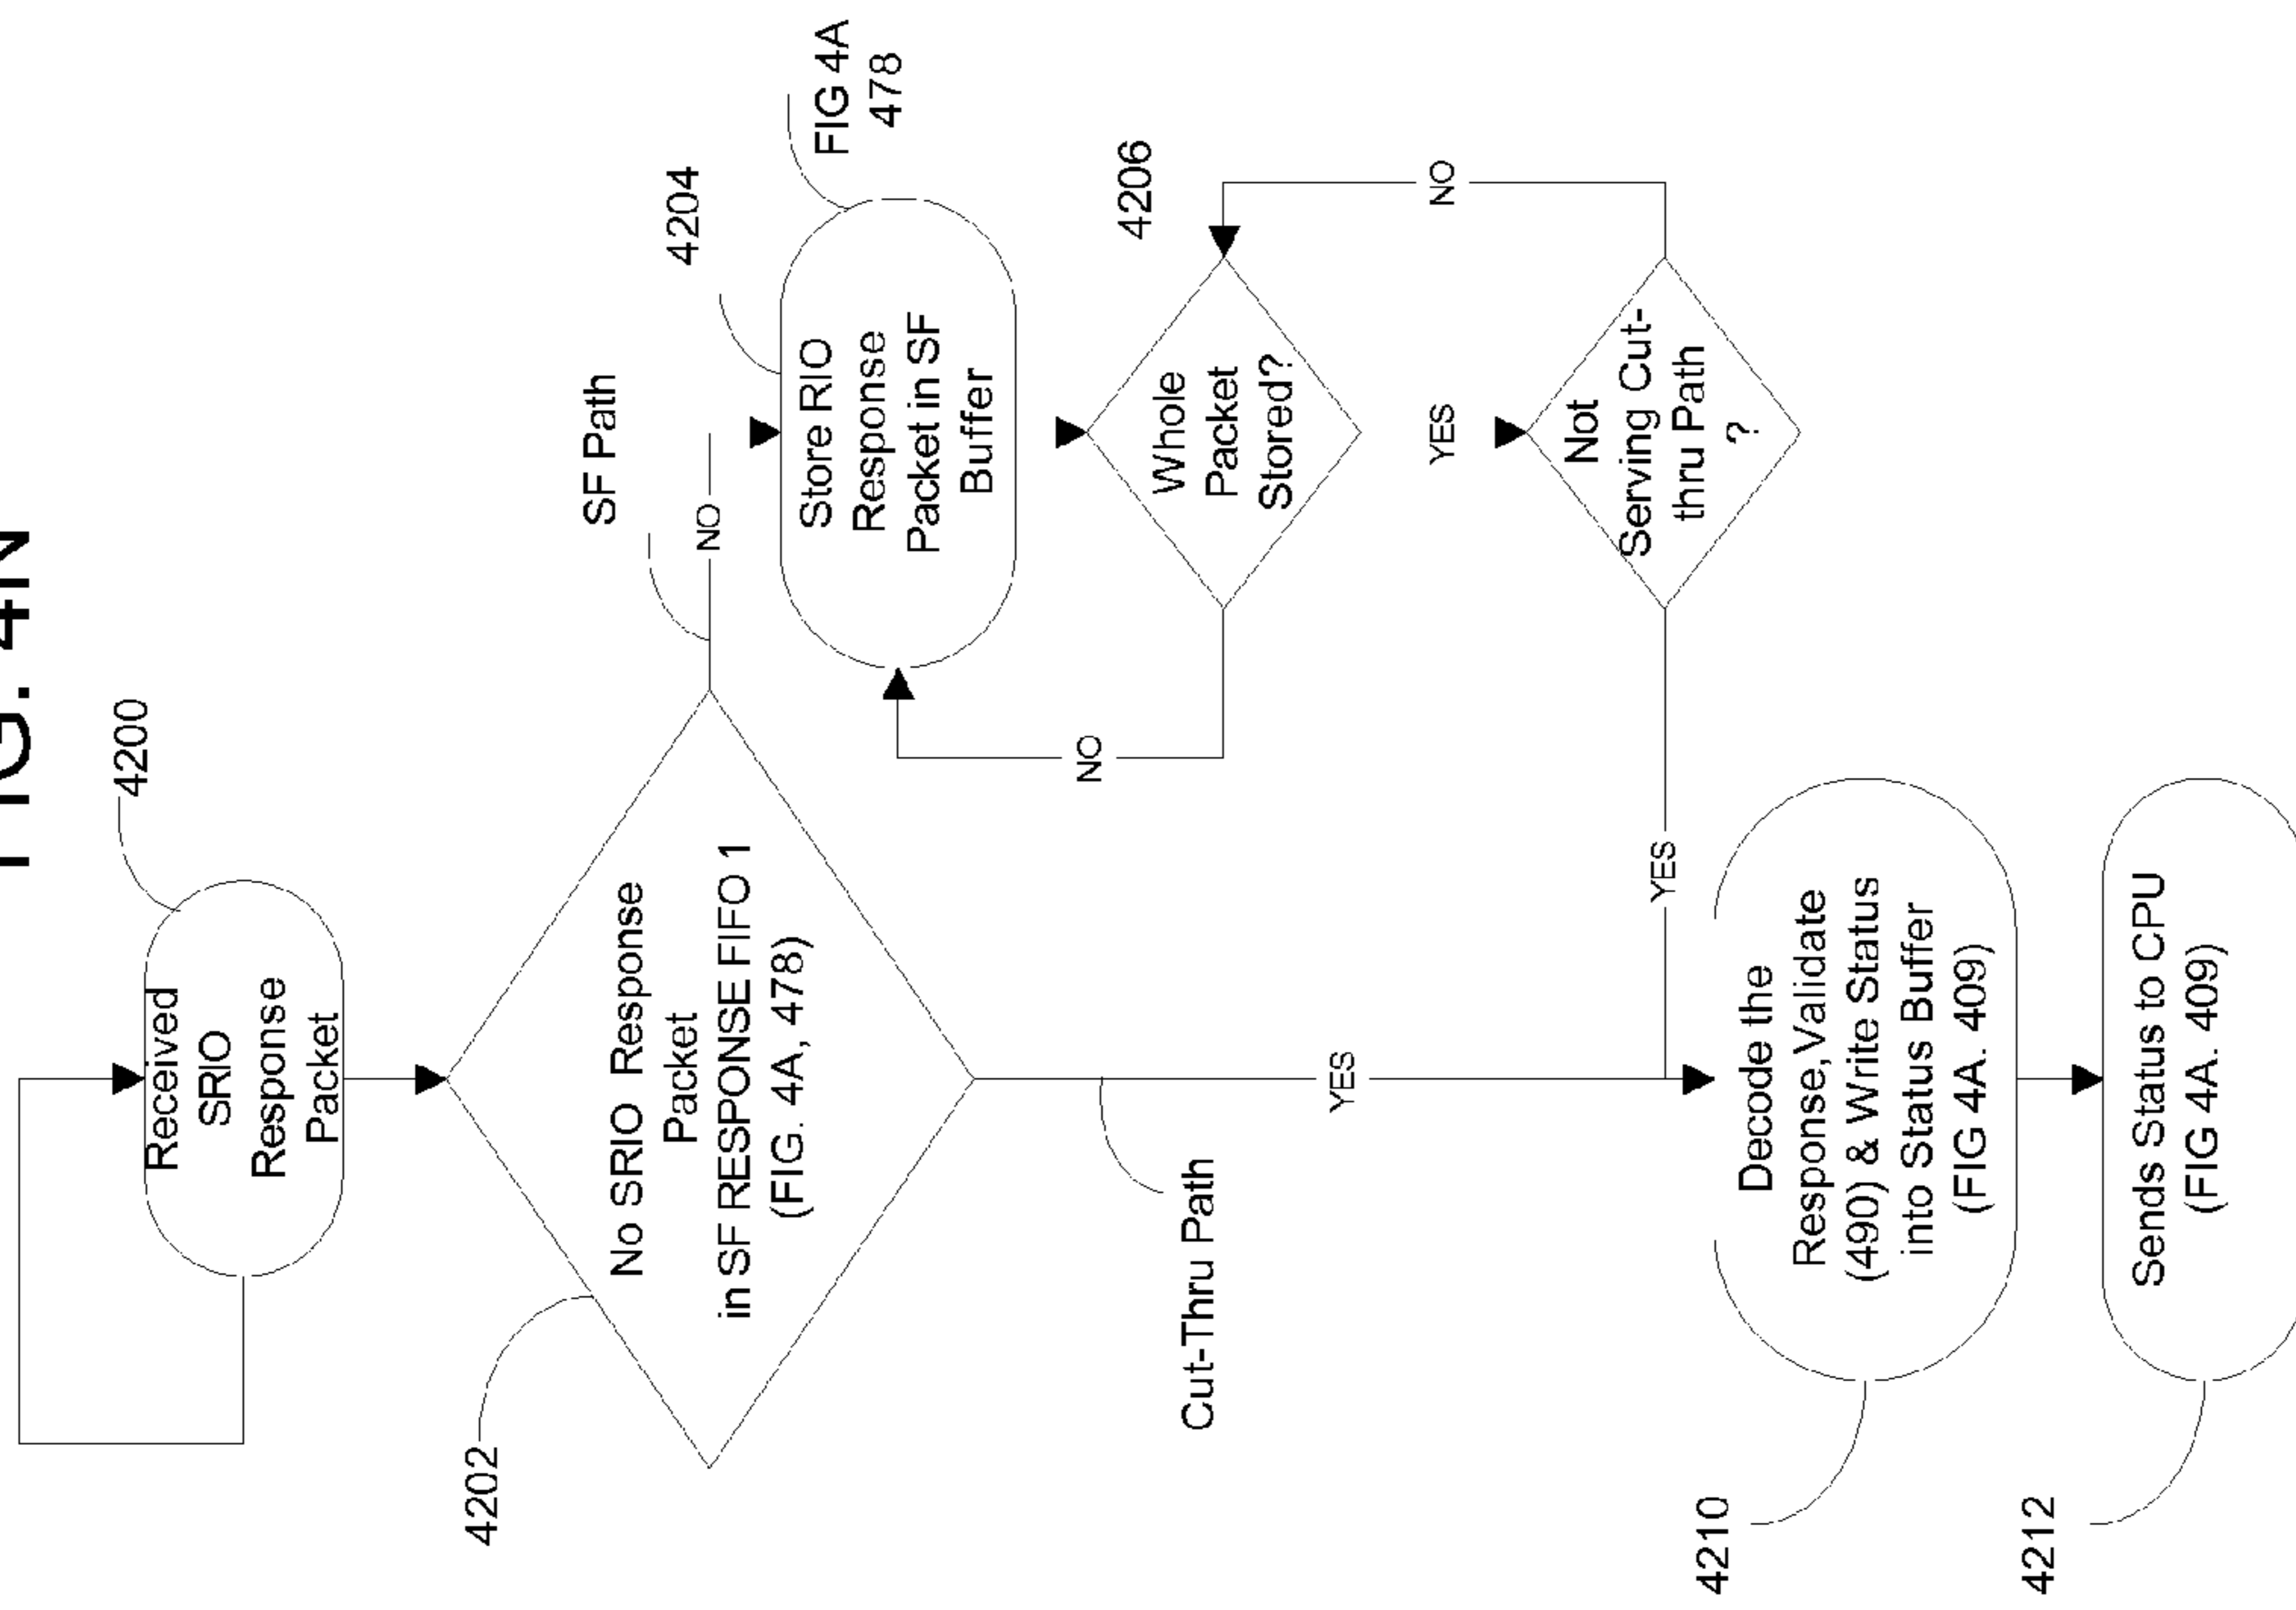 FIG. 4N
4200
Received
SRIO
Response
Packet
4202
No SRIO Response
Packet
in SF RESPONSE FIFO 1
(FIG. 4A, 478)
NO
SF Path
4204
FIG 4A
478
Store RIO
Response
Packet in SF
Buffer
4206
Whole
Packet
Stored?
NO
YES
Not
Serving Cut-
thru Path
?
NO
YES
Cut-Thru Path
YES
4210
Decode the
Response,Validate
(490) & Write Status
into Status Buffer
(FIG 4A. 409)
4212
Sends Status to CPU
(FIG 4A. 409)